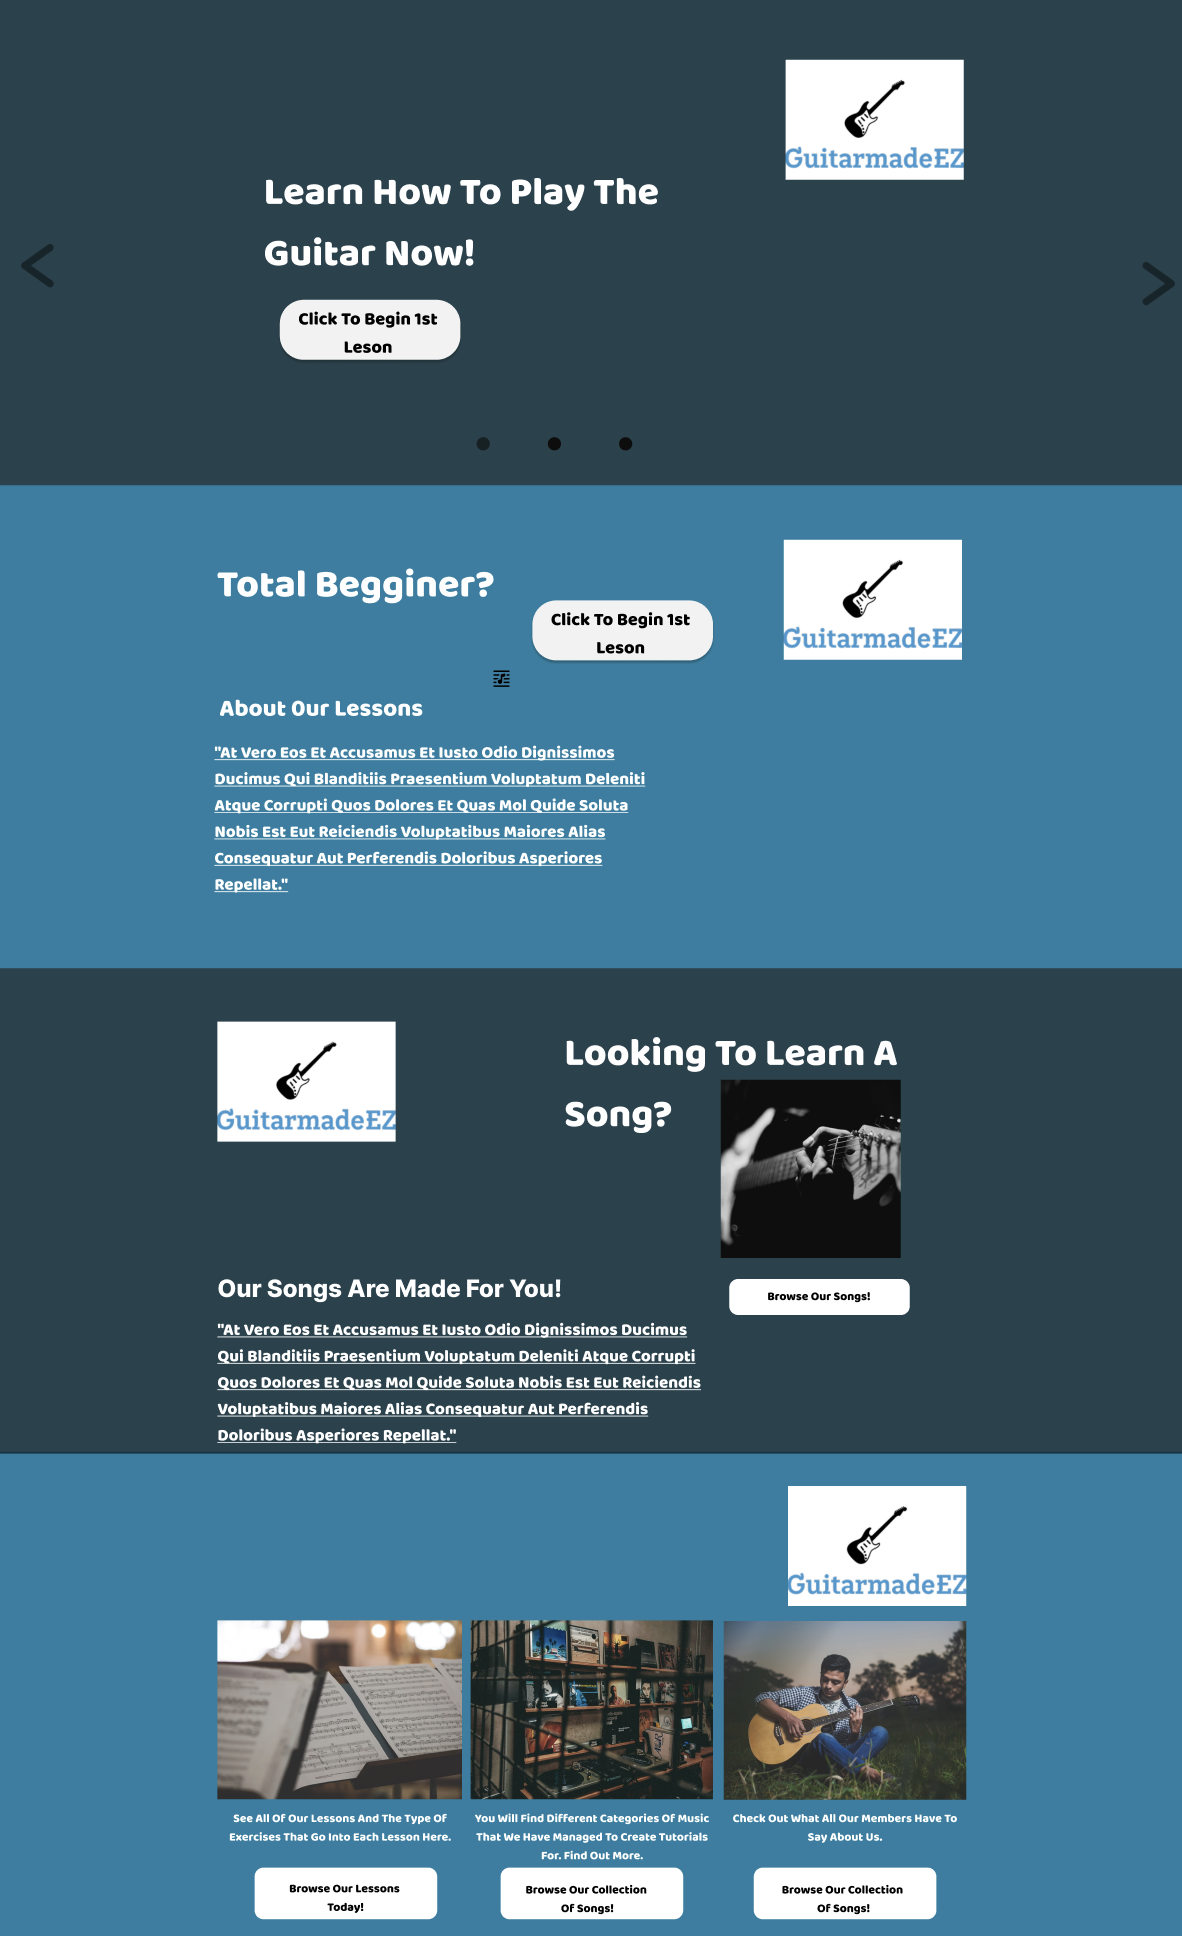 GuitarmadeEZ
Learn How To Play The
Guitar Now!
Click To Begin 1st
Leson
Total Begginer?
GuitarmadeEZ
Click To Begin 1st
Leson
About Our Lessons
"At Vero Eos Et Accusamus Et Iusto Odio Dignissimos
Ducimus Qui Blanditiis Praesentium Voluptatum Deleniti
Atque Corrupti Quos Dolores Et Quas Mol Quide Soluta
Nobis Est Eut Reiciendis Voluptatibus Maiores Alias
Consequatur Aut Perferendis Doloribus Asperiores
Repellat."
GuitarmadeEZ
Looking To Learn A
Song?
Our Songs Are Made For You!
Browse Our Songs!
"At Vero Eos Et Accusamus Et Iusto Odio Dignissimos Ducimus
Qui Blanditiis Praesentium Voluptatum Deleniti Atque Corrupti
Quos Dolores Et Quas Mol Quide Soluta Nobis Est Eut Reiciendis
Voluptatibus Maiores Alias Consequatur Aut Perferendis
Doloribus Asperiores Repellat."
GuitarmadeEZ
See All Of Our Lessons And The Type Of
Exercises That Go Into Each Lesson Here.
Browse Our Lessons
Today!
You Will Find Different Categories Of Music
That We Have Managed To Create Tutorials
For. Find Out More.
Browse Our Collection
Of Songs!
Check Out What All Our Members Have To
Say About Us.
Browse Our Collection
Of Songs!